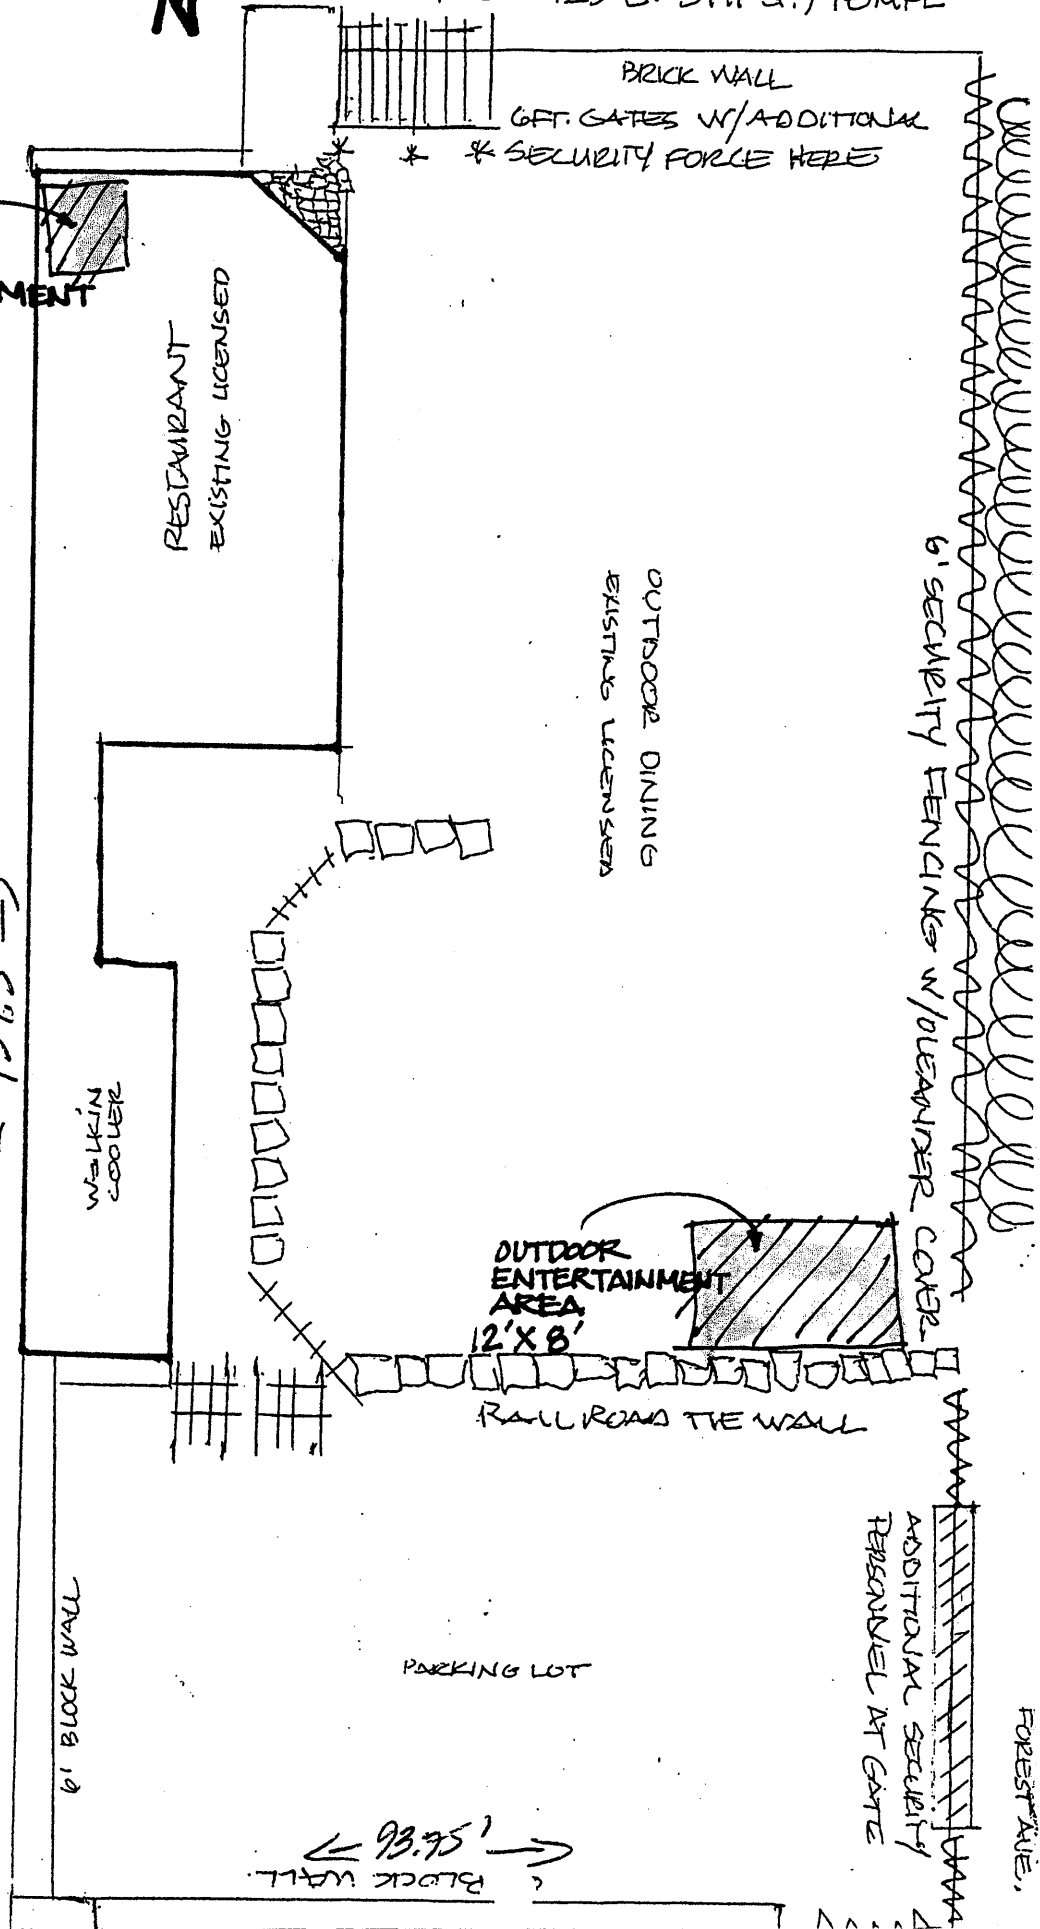 N
BRICK WALL
6FT. GATES W/ADDITIONAL
* * * SECURITY FORCE HERE
MENT
RESTAURANT
EXISTING LICENSED
OUTDOOR DINING
EXISTING LICENSED
6' SECURITY FENCING W/OLEANDER COVER
WALKIN
COOLER
OUTDOOR
ENTERTAINMENT
AREA
12'X 8'
RAILROAD TIE WALL
ADDITIONAL SECURITY
PERSONNEL AT GATE
6' BLOCK WALL
PARKING LOT
FOREST AVE.
93.75'
BLOCK WALL